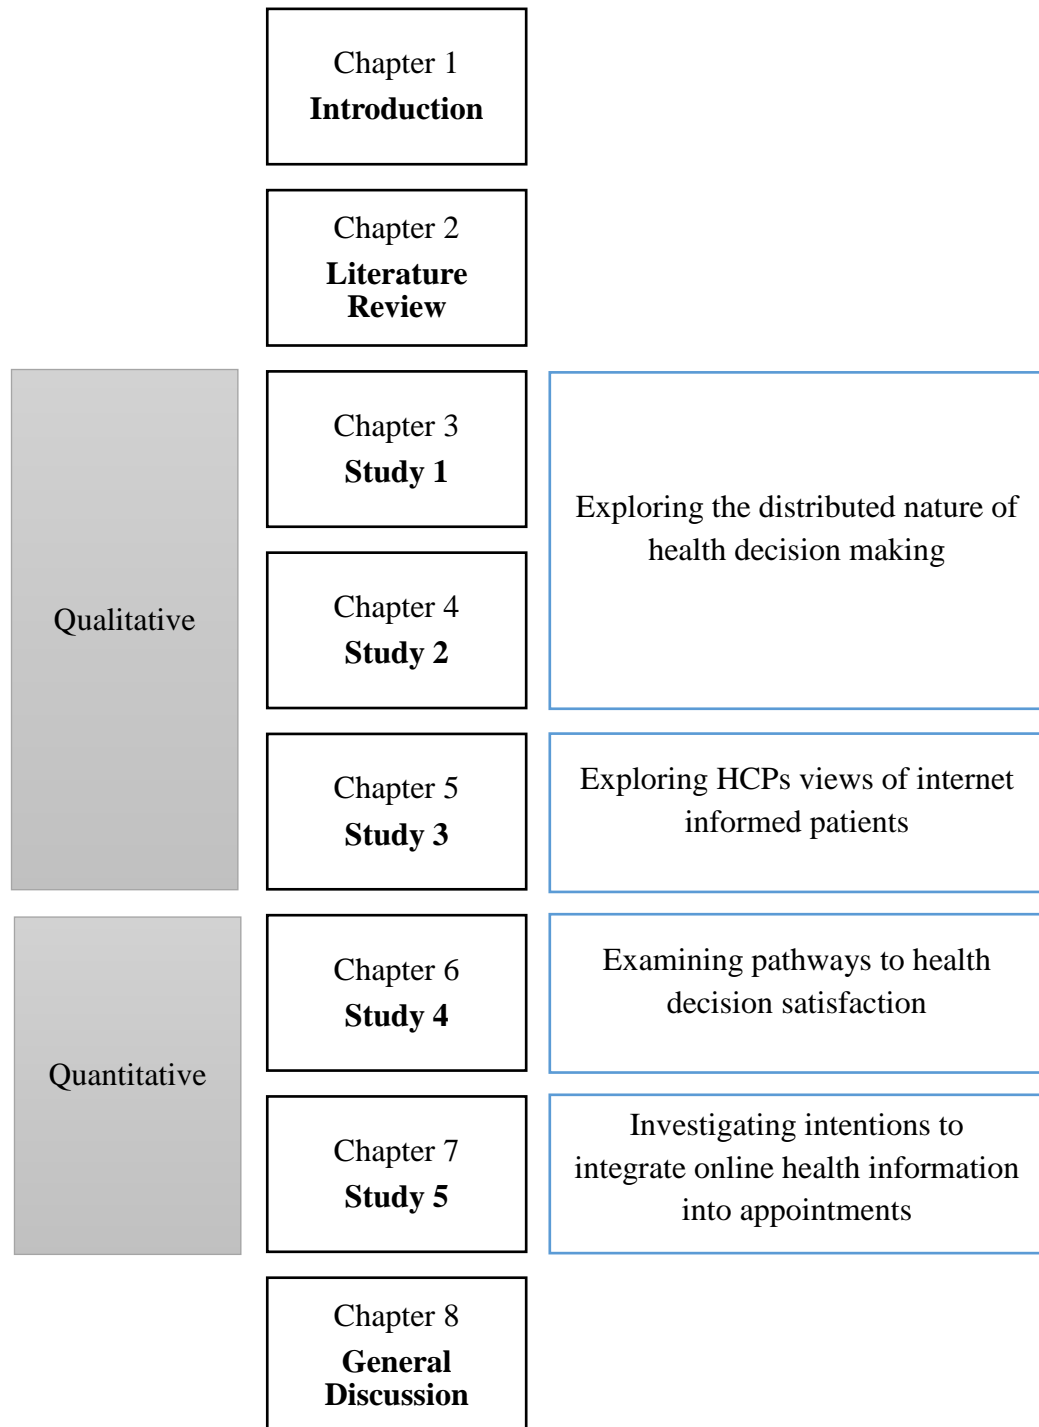 Chapter 1
Introduction
Chapter 2
Literature
Review
Qualitative
Chapter 3
Study 1
Exploring the distributed nature of
health decision making
Chapter 4
Study 2
Chapter 5
Study 3
Exploring HCPs views of internet
informed patients
Quantitative
Chapter 6
Study 4
Examining pathways to health
decision satisfaction
Chapter 7
Study 5
Investigating intentions to
integrate online health information
into appointments
Chapter 8
General
Discussion